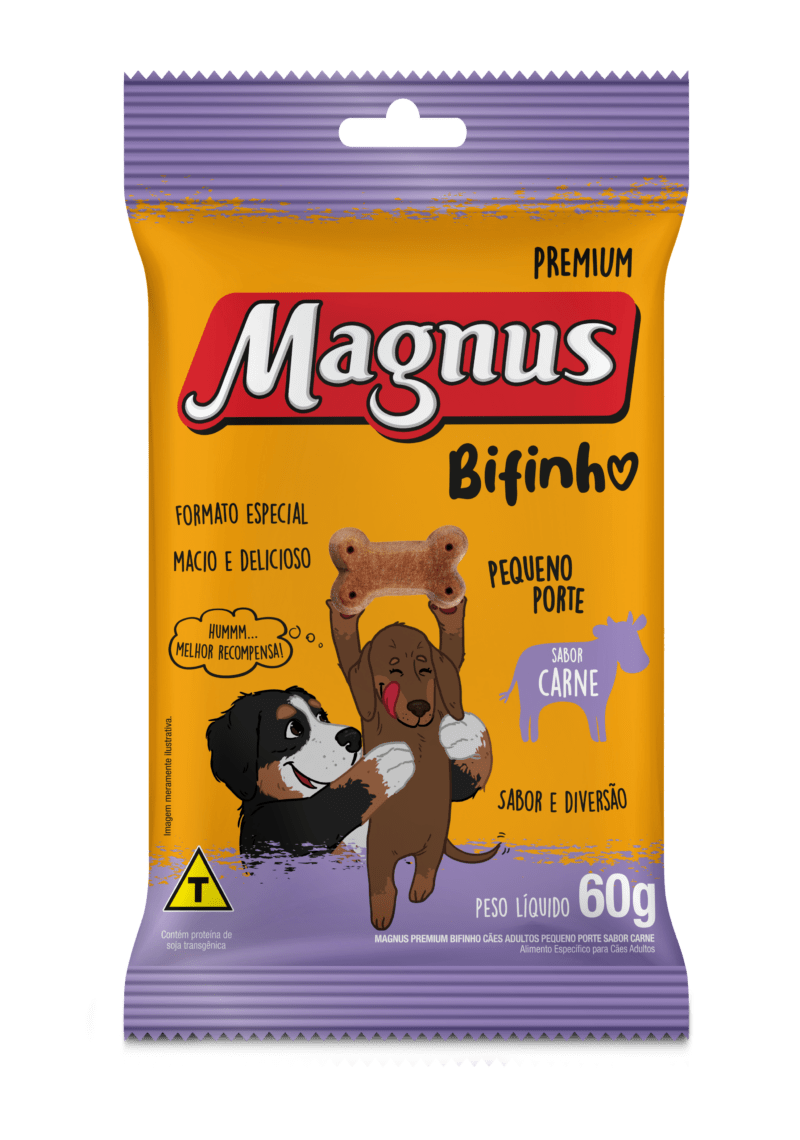 PREMIUM
Magnus
Bifinho
FORMATO ESPECIAL
MACIO E DELICIOSO
PEQUENO
PORTE
HUMMM...
MELHOR RECOMPENSA!
SABOR
CARNE
Imagem meramente ilustrativa.
SABOR E DIVERSÃO
T
PESO LÍQUIDO 60g
Contém proteína de
soja transgênica
MAGNUS PREMIUM BIFINHO CÃES ADULTOS PEQUENO PORTE SABOR CARNE
Alimento Específico para Cães Adultos